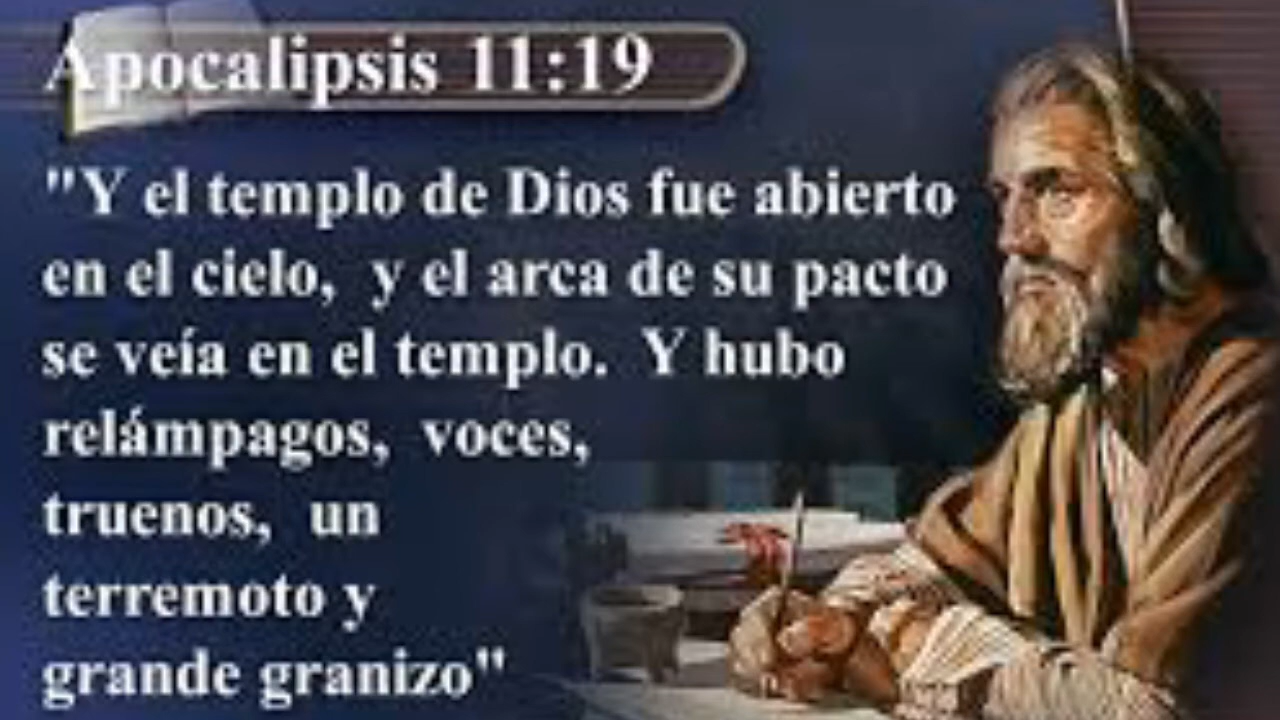 Apocalipsis 11:19
"Y el templo de Dios fue abierto
en el cielo, y el arca de su pacto
se veía en el templo. Y hubo
relámpagos, voces,
truenos, un
terremoto y
grande granizo"